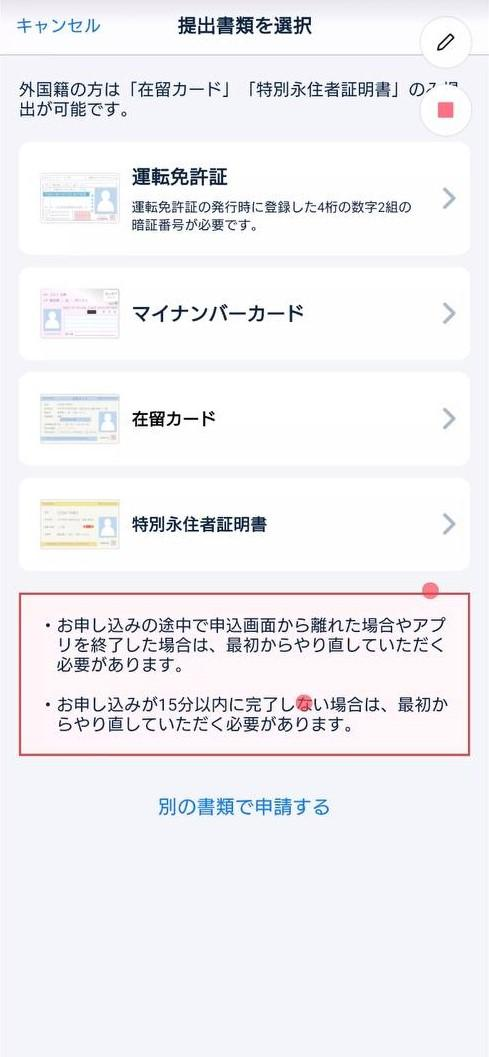 キャンセル 提出書類を選択
外国籍の方は「在留カード」「特別永住者証明書」の
出が可能です。
運転免許証
運転免許証の発行時に登録した4桁の数字2組の
暗証番号が必要です。
マイナンバーカード
在留カード
特別永住者証明書
・お申し込みの途中で申込画面から離れた場合やアプ
リを終了した場合は、最初からやり直していただく
必要があります。
・お申し込みが15分以内に完了しない場合は、最初か
らやり直していただく必要があります。
別の書類で申請する